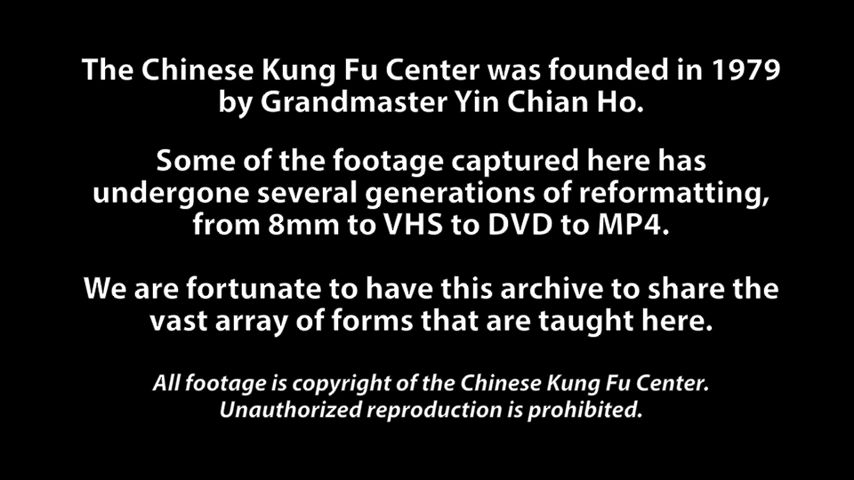 The Chinese Kung Fu Center was founded in 1979
by Grandmaster Yin Chian Ho.
Some of the footage captured here has
undergone several generations of reformatting,
from 8mm to VHS to DVD to MP4.
We are fortunate to have this archive to share the
vast array of forms that are taught here.
All footage is copyright of the Chinese Kung Fu Center.
Unauthorized reproduction is prohibited.